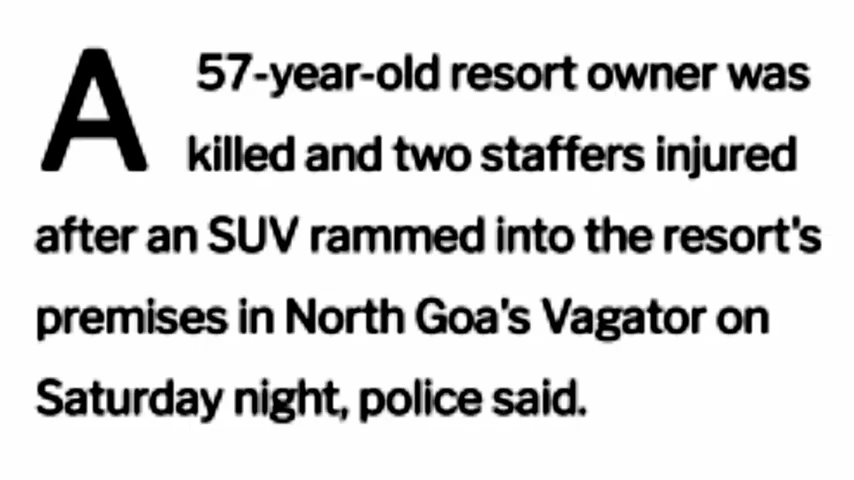 A 57-year-old resort owner was
killed and two staffers injured
after an SUV rammed into the resort's
premises in North Goa's Vagator on
Saturday night, police said.